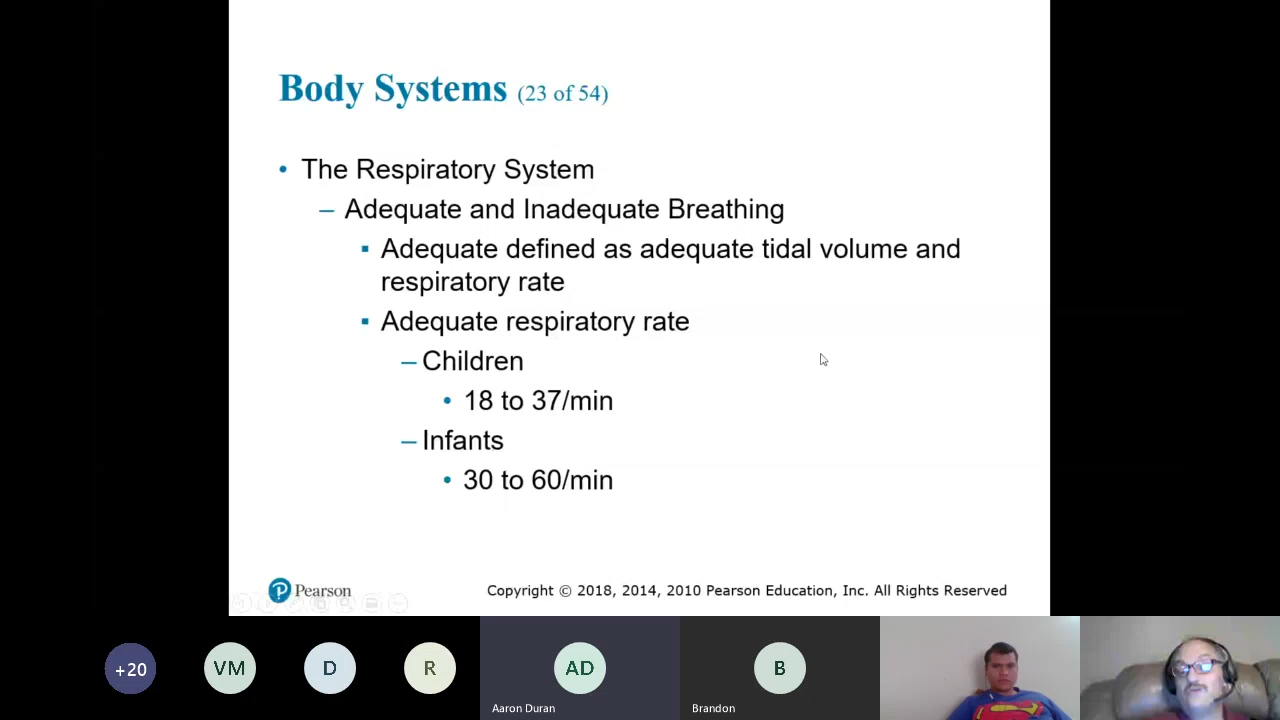 Body Systems (23 of 54)
• The Respiratory System
– Adequate and Inadequate Breathing
▪ Adequate defined as adequate tidal volume and
respiratory rate
▪ Adequate respiratory rate
– Children
• 18 to 37/min
– Infants
• 30 to 60/min
P Pearson
Copyright © 2018, 2014, 2010 Pearson Education, Inc. All Rights Reserved
+20
VM
D
R
AD
B
Aaron Duran
Brandon